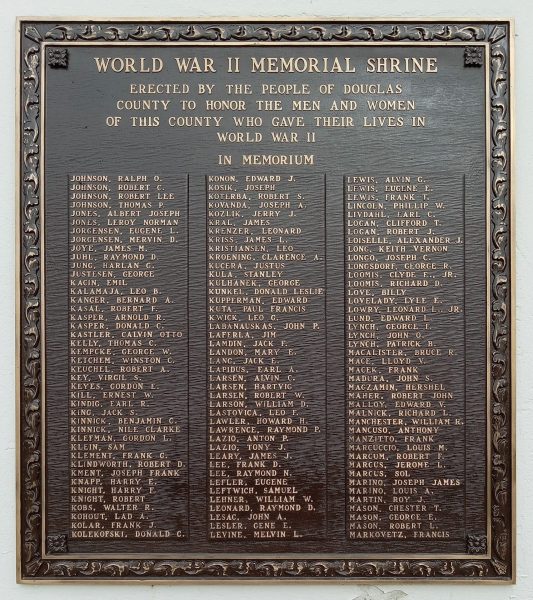 WORLD WAR II MEMORIAL SHRINE
ERECTED BY THE PEOPLE OF DOUGLAS
COUNTY TO HONOR THE MEN AND WOMEN
OF THIS COUNTY WHO GAVE THEIR LIVES IN
WORLD WAR II
IN MEMORIUM
JOHNSON, RALPH O.
JOHNSON, ROBERT C.
JOHNSON, ROBERT LEE
JOHNSON, THOMAS P.
JONES, ALBERT JOSEPH
JONES, LEROY NORMAN
JORGENSEN, EUGENE L.
JORGENSEN, MERVIN D.
JOYE, JAMES M.
JUHL, RAYMOND D.
JUNG, HARLAN G.
JUSTESEN, GEORGE
KACIN, EMIL
KALAMAJA, LEO B.
KANGER, BERNARD A.
KASAL, ROBERT F.
KASPER, ARNOLD R.
KASPER, DONALD C.
KASTLER, CALVIN OTTO
KELLY, THOMAS C.
KEMPCKE, GEORGE W.
KETCHEM, WINSTON C.
KEUCHEL, ROBERT A.
KEY, VIRGIL S.
KEYES, GORDON E.
KILL, ERNEST W.
KINDIG, EARL R.
KING, JACK S.
KINNICK, BENJAMIN G.
KINNICK, NILE CLARKE
KLEFMAN, GORDON L.
KLEIN, SAM
KLEMENT, FRANK G.
KLINDWORTH, ROBERT D.
KMENT, JOSEPH FRANK
KNAPP, HARRY E.
KNIGHT, HARRY F.
KNIGHT, ROBERT
KOBS, WALTER R.
KOHOUT, LAD A.
KOLAR, FRANK J.
KOLEKOFSKI, DONALD C.
KONON, EDWARD J.
KOSIK, JOSEPH
KOTLRBA, ROBERT S.
KOVANDA, JOSEPH A.
KOZLIK, JERRY J.
KRAL, JAMES
KRENZER, LEONARD
KRISS, JAMES L.
KRISTIANSEN, LEO
KROENING, CLARENCE A.
KUCERA, JUSTUS
KULA, STANLEY
KULHANEK, GEORGE
KUNKEL, DONALD LESLIE
KUPPERMAN, EDWARD
KUTA, PAUL FRANCIS
KWICK, LEO G.
LABANAUSKAS, JOHN P.
LAFERLA, JIM
LAMDIN, JACK F.
LANDON, MARY E.
LANG, JACK E.
LAPIDUS, EARL A.
LARSEN, ALVIN C.
LARSEN, HARTVIG
LARSEN, ROBERT W.
LARSON, WILLIAM D.
LASTOVICA, LEO F.
LAWLER, HOWARD H.
LAWRENCE, RAYMOND P.
LAZIO, ANTON P.
LAZIO, TONY J.
LEARY, JAMES J.
LEE, FRANK D.
LEE, RAYMOND N.
LEFLER, EUGENE
LEFTWICH, SAMUEL
LEHNER, WILLIAM W.
LEONARD, RAYMOND D.
LESAC, JOHN A.
LESLER, GENE E.
LEVINE, MELVIN L.
LEWIS, ALVIN G.
LEWIS, EUGENE E.
LEWIS, FRANK T.
LINCOLN, PHILLIP W.
LIVDAHL, EARL C.
LOGAN, CLIFFORD T.
LOGAN, ROBERT J.
LOISELLE, ALEXANDER J.
LONG, KEITH VERNON
LONGO, JOSEPH C.
LONGSDORF, GEORGE R.
LOOMIS, CLYDE E., JR.
LOOMIS, RICHARD D.
LOVE, BILLY
LOVELADY, LYLE E.
LOWRY, LEONARD L., JR.
LUND, EDWARD L.
LYNCH, GEORGE T.
LYNCH, JOHN G.
LYNCH, PATRICK B.
MACALISTER, BRUCE R.
MAC, LLOYD V.
MACEK, FRANK
MADURA, JOHN S.
MAGZAMIN, HERSHEL
MAHER, ROBERT JOHN
MALLOY, EDWARD V.
MALNICK, RICHARD L.
MANCHESTER, WILLIAM H.
MANCUSO, ANTHONY
MANZITTO, FRANK
MARCUCCIO, LOUIS M.
MARCUM, ROBERT F.
MARCUS, JEROME L.
MARCUS, SOL
MARINO, JOSEPH JAMES
MARINO, LOUIS A.
MARTIN, ROY J.
MASON, CHESTER T.
MASON, GEORGE E.
MASON, ROBERT L.
MARKOVETZ, FRANCIS